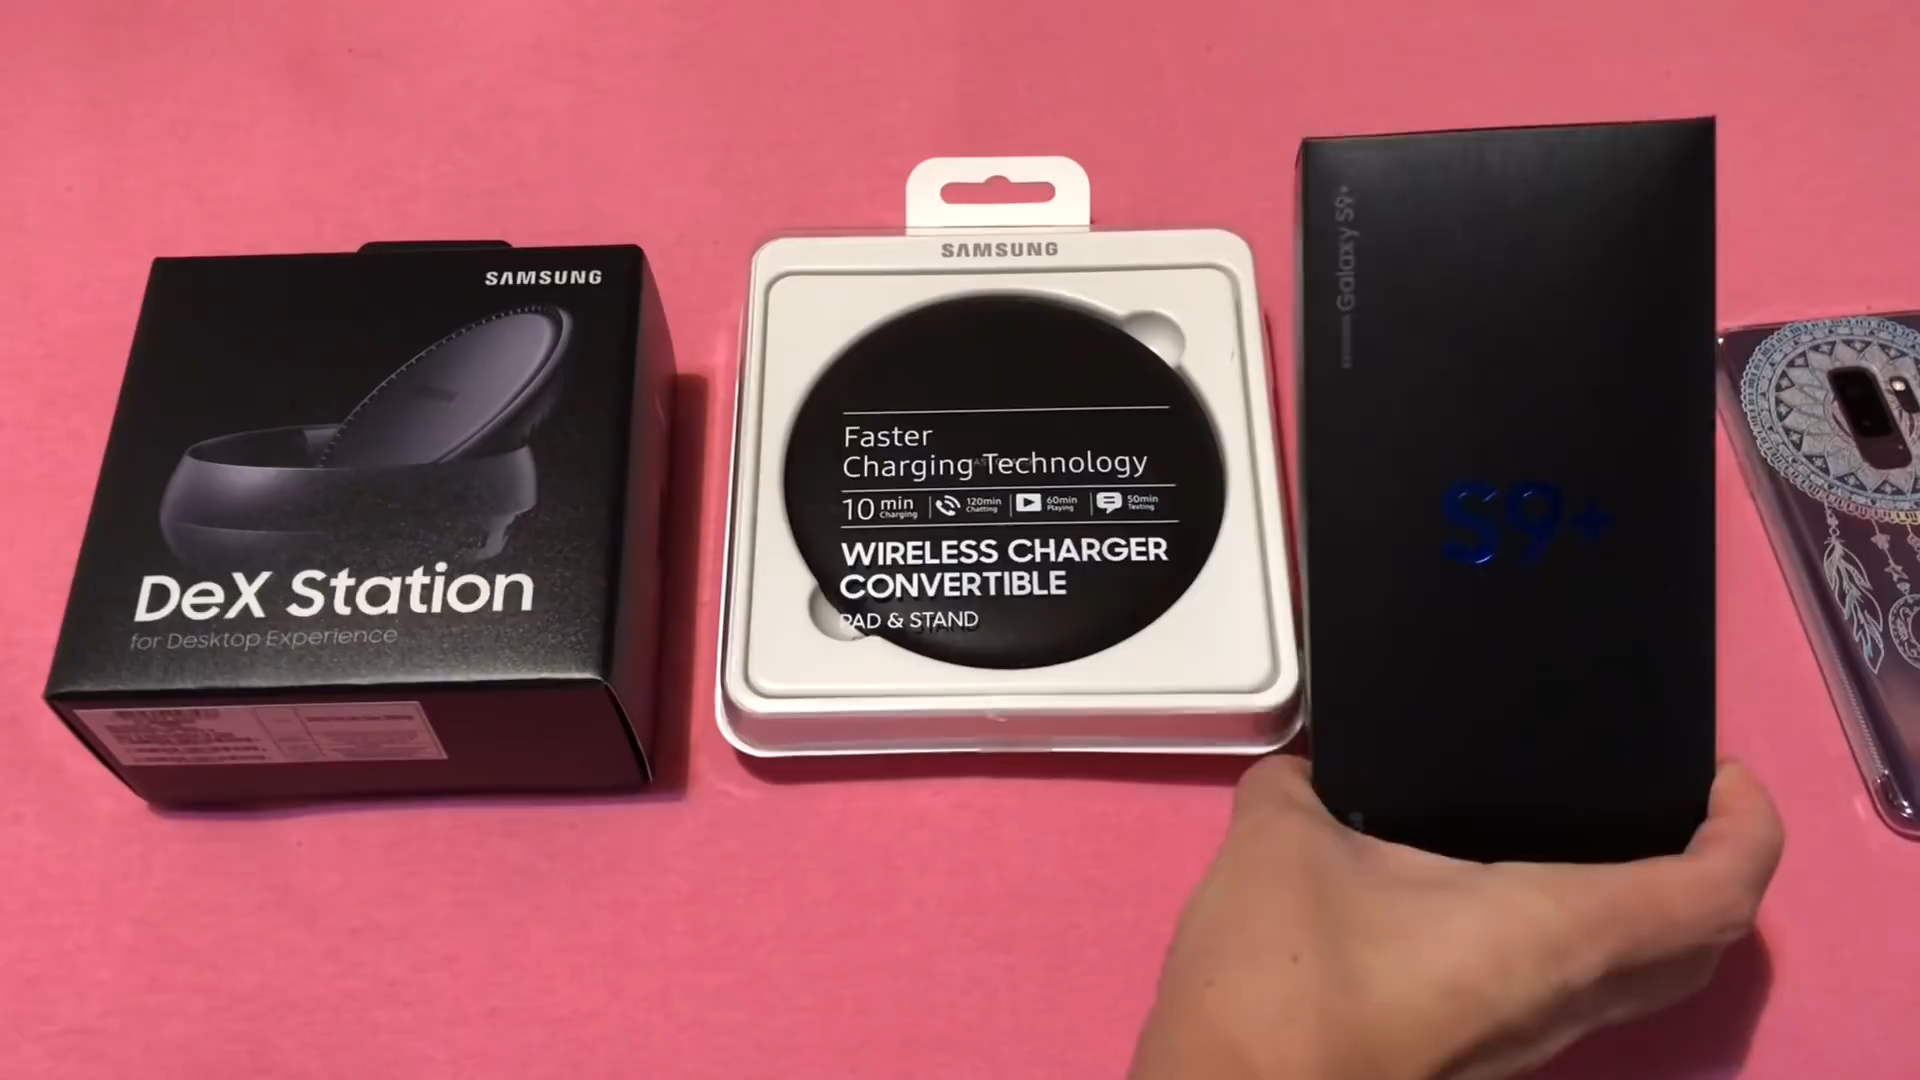 SAMSUNG
DeX Station
for Desktop Experience
SAMSUNG
Faster
Charging Technology
10 min Charging
120min Chatting
60min Playing
50min Texting
WIRELESS CHARGER
CONVERTIBLE
PAD & STAND
Galaxy S9+
S9+